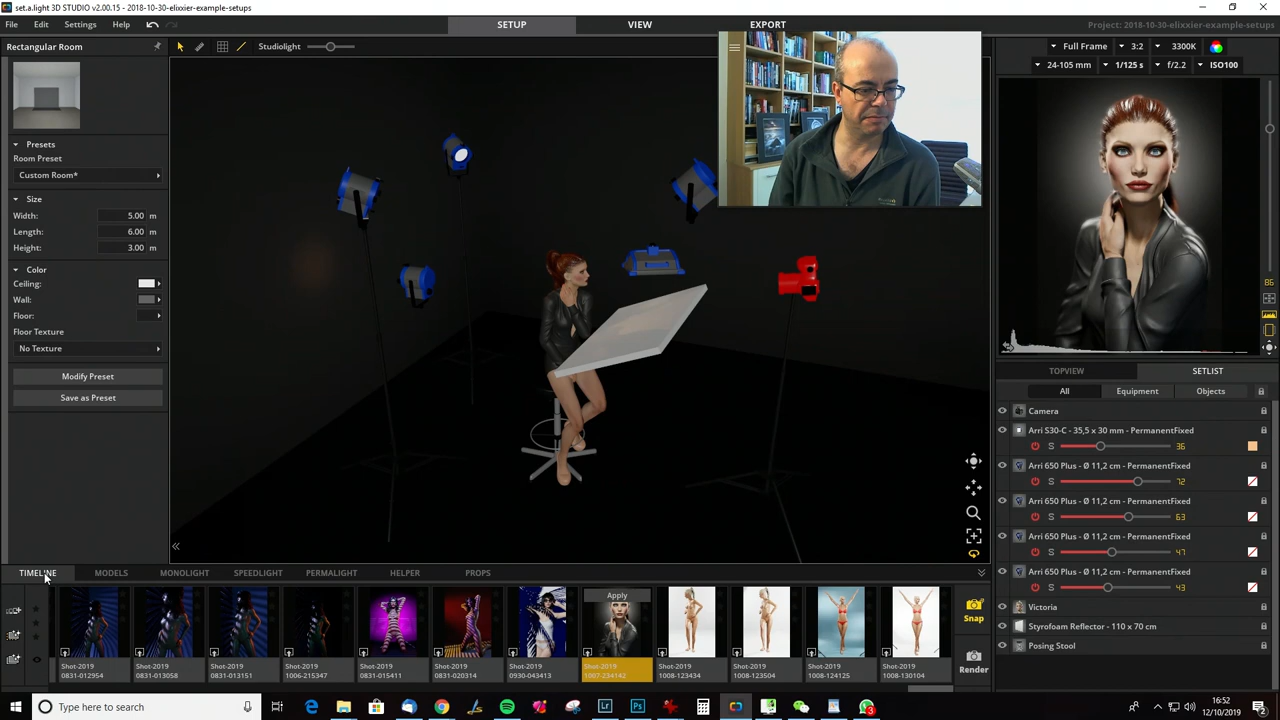 set.a.light 3D STUDIO v2.00.15 - 2018-10-30-elixxier-example-setups
File Edit Settings Help
SETUP VIEW EXPORT
Project: 2018-10-30-elixxier-example-setups
Rectangular Room
Studiolight
Full Frame 3:2 3300K
24-105 mm 1/125 s f/2.2 ISO100
Presets
Room Preset
Custom Room*
Size
Width: 5.00 m
Length: 6.00 m
Height: 3.00 m
Color
Ceiling:
Wall:
Floor:
Floor Texture
No Texture
Modify Preset
Save as Preset
86
TOPVIEW SETLIST
All Equipment Objects
Camera
Arri S30-C - 35,5 x 30 mm - PermanentFixed
S 36
Arri 650 Plus - Ø 11,2 cm - PermanentFixed
S 72
Arri 650 Plus - Ø 11,2 cm - PermanentFixed
S 63
Arri 650 Plus - Ø 11,2 cm - PermanentFixed
S 47
Arri 650 Plus - Ø 11,2 cm - PermanentFixed
S 43
Victoria
Styrofoam Reflector - 110 x 70 cm
Posing Stool
TIMELINE MODELS MONOLIGHT SPEEDLIGHT PERMALIGHT HELPER PROPS
Apply
Snap
Render
Shot-2019 0831-012954
Shot-2019 0831-013058
Shot-2019 0831-013151
Shot-2019 1006-215347
Shot-2019 0831-015411
Shot-2019 0831-020314
Shot-2019 0930-043413
Shot-2019 1007-234142
Shot-2019 1008-123434
Shot-2019 1008-123504
Shot-2019 1008-124125
Shot-2019 1008-130104
Type here to search
Lr Ps 3
16:52
12/10/2019
2